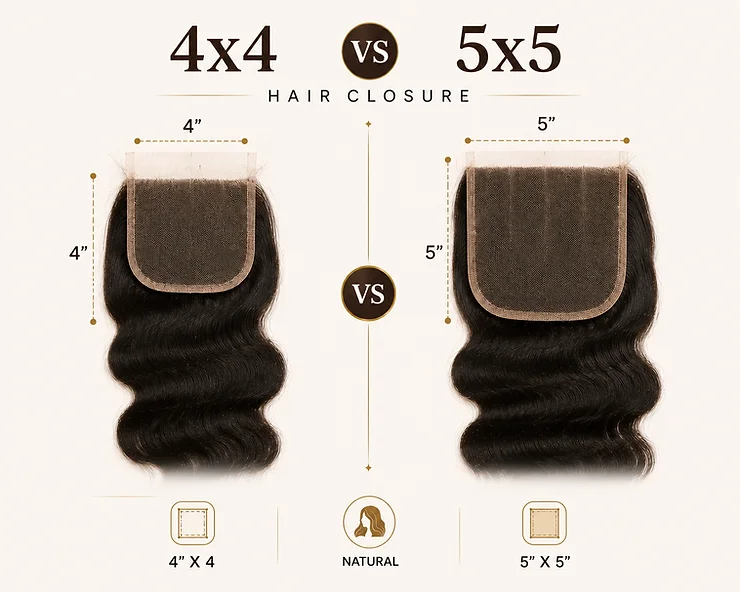 4x4 VS 5x5
HAIR CLOSURE
4” 5”
4” 5”
VS
4” X 4 NATURAL 5” X 5”